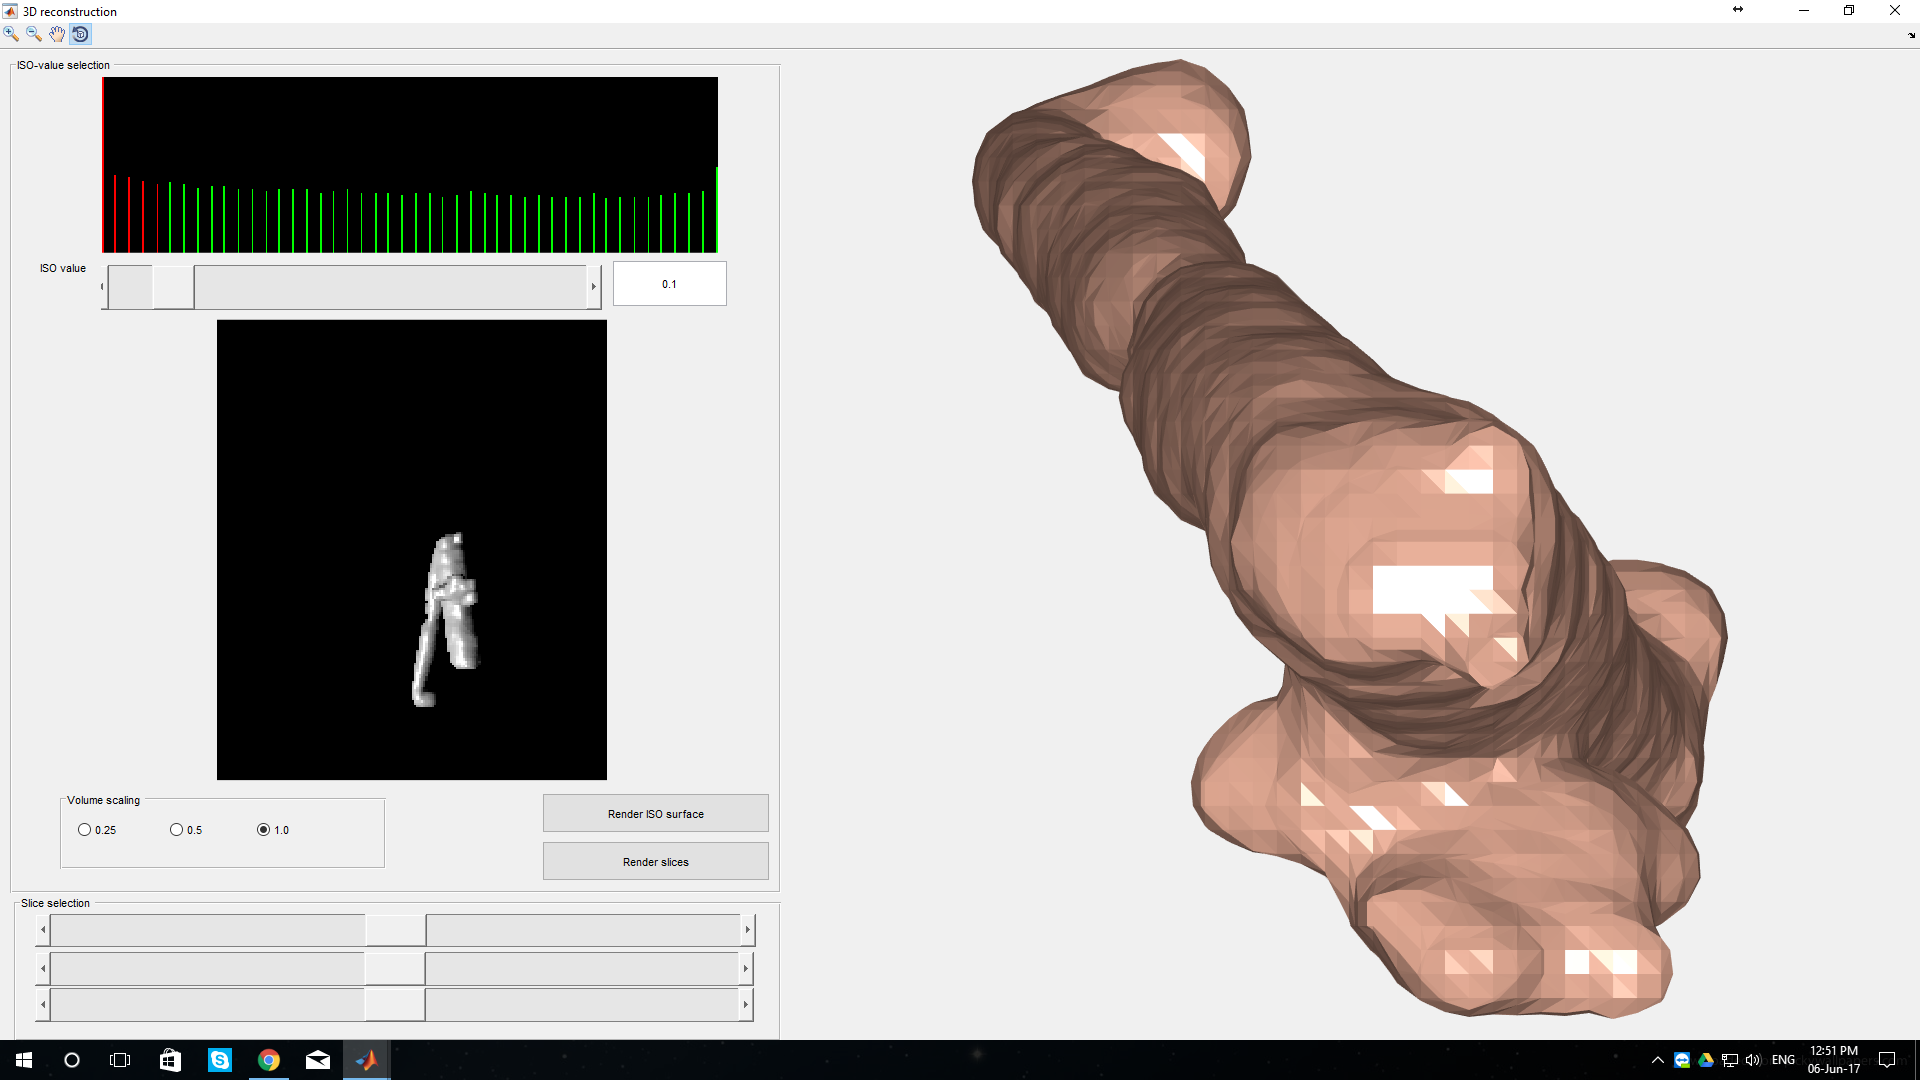 3D reconstruction
ISO-value selection
ISO value
0.1
Volume scaling
0.25
0.5
1.0
Render ISO surface
Render slices
Slice selection
ENG
12:51 PM
06-Jun-17